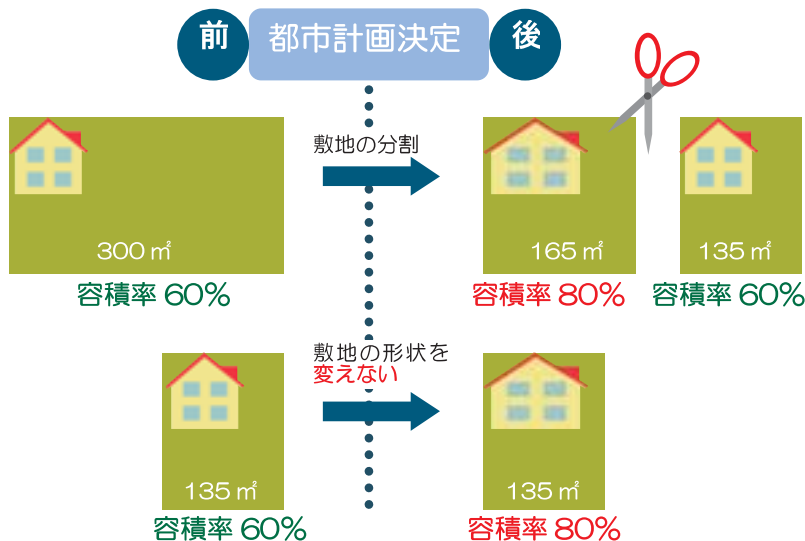 前 都市計画決定 後
敷地の分割
300㎡
165㎡
135㎡
容積率 60%
容積率 80%
容積率 60%
敷地の形状を
変えない
135㎡
135㎡
容積率 60%
容積率 80%